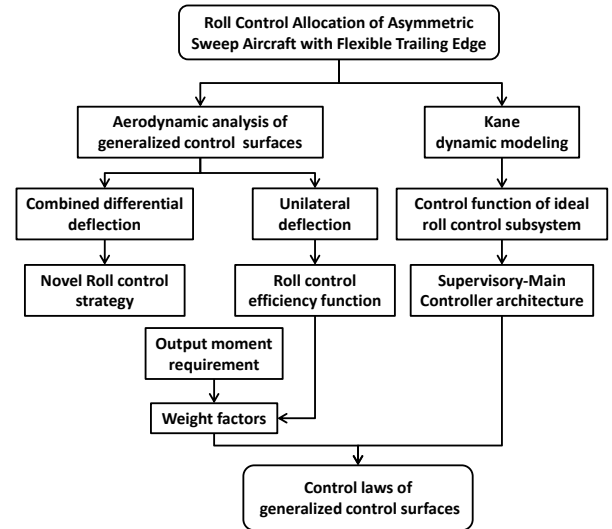 Roll Control Allocation of Asymmetric
Sweep Aircraft with Flexible Trailing Edge
Aerodynamic analysis of
generalized control surfaces
Kane
dynamic modeling
Combined differential
deflection
Unilateral
deflection
Control function of ideal
roll control subsystem
Novel Roll control
strategy
Roll control
efficiency function
Supervisory-Main
Controller architecture
Output moment
requirement
Weight factors
Control laws of
generalized control surfaces